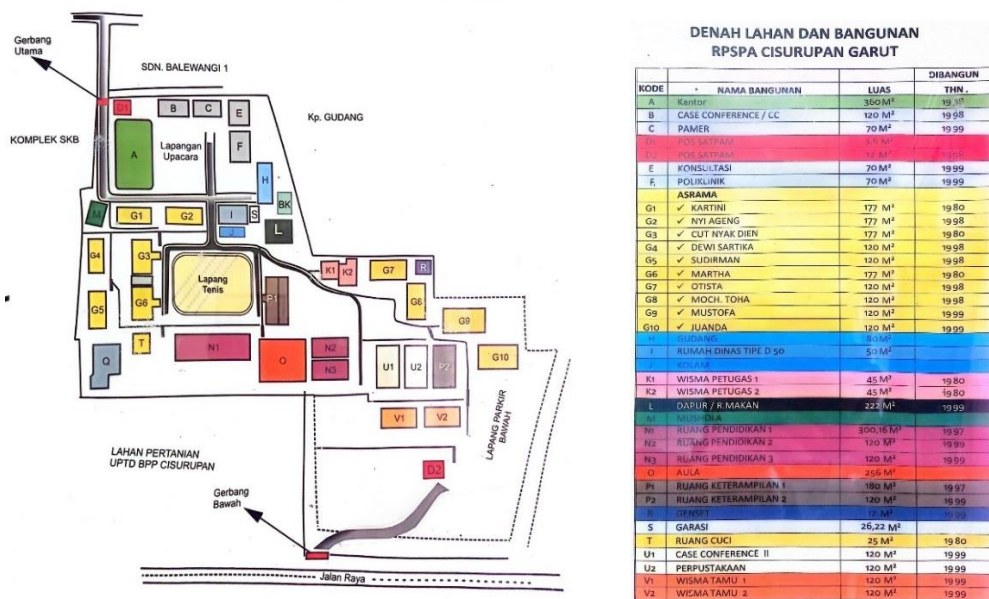 Gerbang
Utama
SDN. BALEWANGI 1
D1
B
C
E
Kp. GUDANG
KOMPLEK SKB
A
Lapangan
Upacara
F
H
BK
M
G1
G2
I
S
J
L
G4
G3
Lapang
Tenis
K1
K2
G7
R
G5
G6
P1
G8
G9
T
N1
N2
Q
O
N3
U1
U2
P2
G10
V1
V2
LAPANG PARKIR
BAWAH
LAHAN PERTANIAN
UPTD BPP CISURUPAN
D2
Gerbang
Bawah
Jalan Raya
DENAH LAHAN DAN BANGUNAN
RPSPA CISURUPAN GARUT
KODE NAMA BANGUNAN LUAS DIBANGUN THN.
A Kantor 360 M²
B CASE CONFERENCE / CC 120 M² 1998
C PAMER 70 M² 1999
D1 POS SATPAM
D2 POS SATPAM 12 M² 1998
E KONSULTASI 70 M² 1999
F, POLIKLINIK 70 M² 1999
ASRAMA
G1 ✓ KARTINI 177 M² 1980
G2 ✓ NYI AGENG 177 M² 1998
G3 ✓ CUT NYAK DIEN 177 M² 1980
G4 ✓ DEWI SARTIKA 120 M² 1998
G5 ✓ SUDIRMAN 120 M² 1998
G6 ✓ MARTHA 177 M² 1980
G7 ✓ OTISTA 120 M² 1998
G8 ✓ MOCH. TOHA 120 M² 1998
G9 ✓ MUSTOFA 120 M² 1999
G10 ✓ JUANDA 120 M² 1999
H GUDANG 80 M²
I RUMAH DINAS TIPE D 50 50 M²
J KOLAM
K1 WISMA PETUGAS 1 45 M² 1980
K2 WISMA PETUGAS 2 45 M² 1980
L DAPUR / R.MAKAN 222 M² 1999
M MUSHOLA
N1 RUANG PENDIDIKAN 1 300,16 M² 1997
N2 RUANG PENDIDIKAN 2 120 M² 1999
N3 RUANG PENDIDIKAN 3 120 M² 1999
O AULA 256 M²
P1 RUANG KETERAMPILAN 1 180 M² 1997
P2 RUANG KETERAMPILAN 2 120 M² 1999
R GENSET 12 M² 1999
S GARASI 26,22 M²
T RUANG CUCI 25 M² 1980
U1 CASE CONFERENCE II 120 M² 1999
U2 PERPUSTAKAAN 120 M² 1999
V1 WISMA TAMU 1 120 M² 1999
V2 WISMA TAMU 2 120 M² 1999